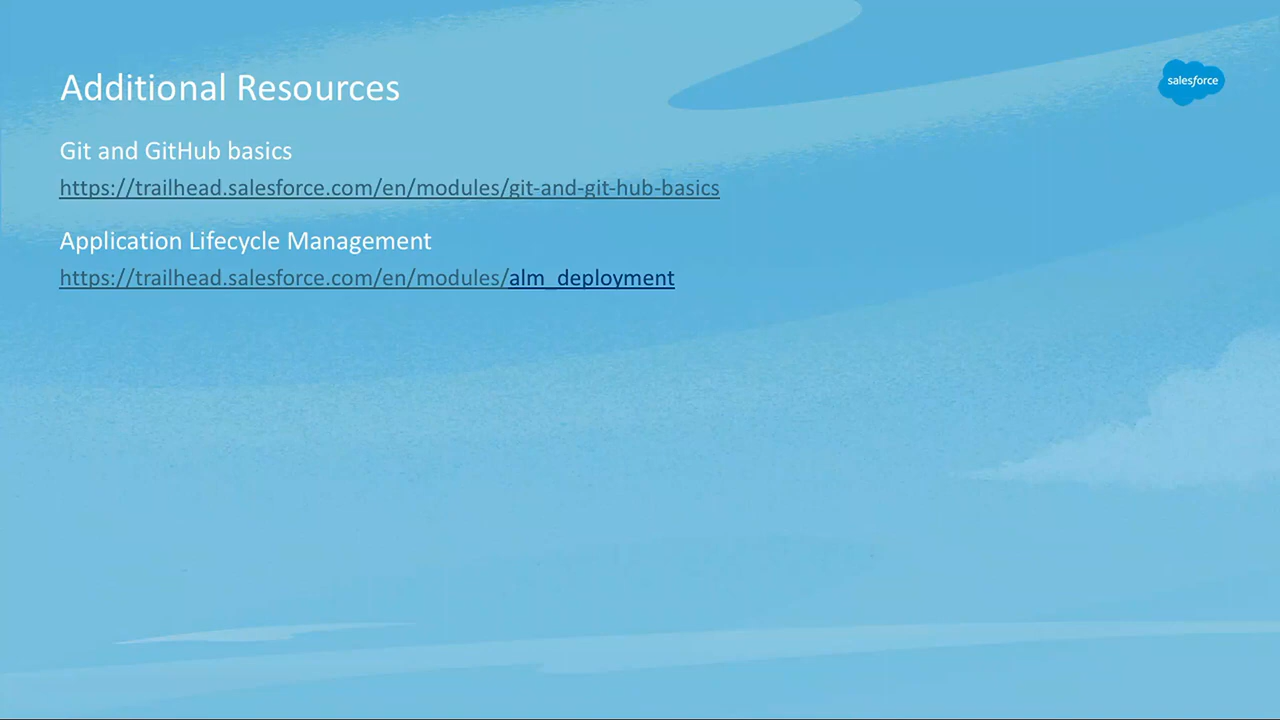 Additional Resources
salesforce
Git and GitHub basics
https://trailhead.salesforce.com/en/modules/git-and-git-hub-basics
Application Lifecycle Management
https://trailhead.salesforce.com/en/modules/alm_deployment